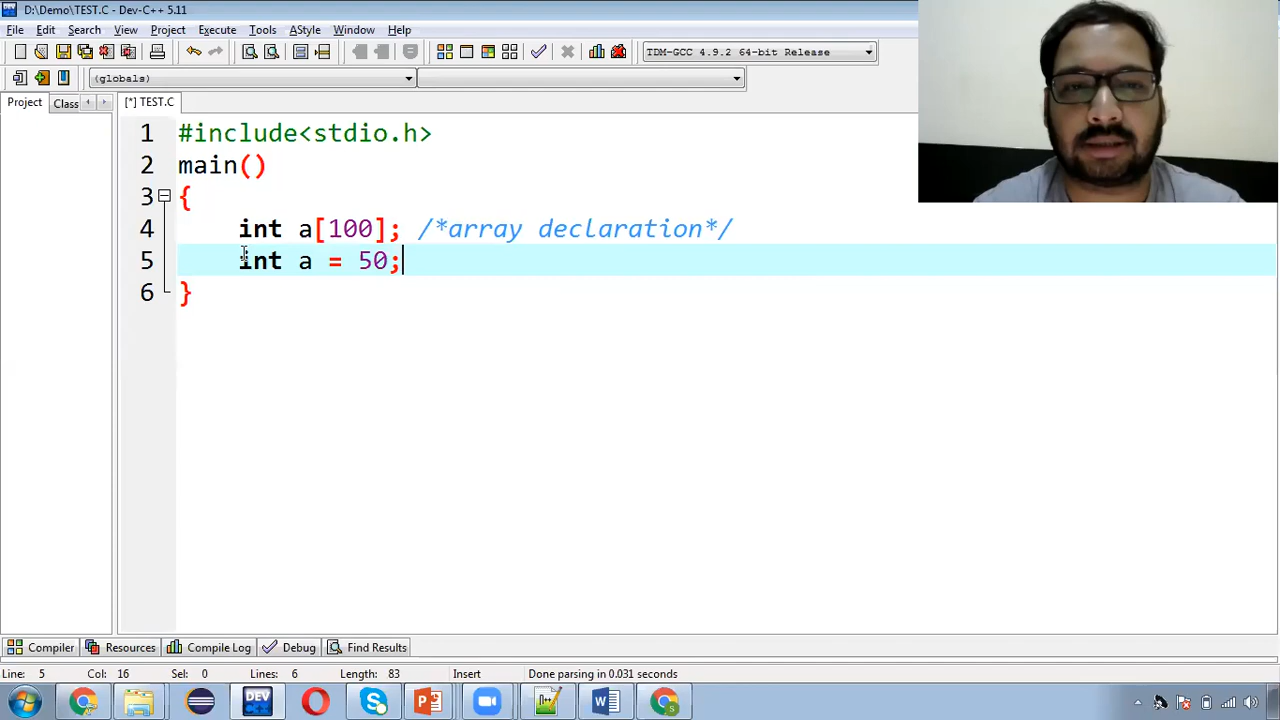 D:\Demo\TEST.C - Dev-C++ 5.11
File Edit Search View Project Execute Tools AStyle Window Help
TDM-GCC 4.9.2 64-bit Release
(globals)
Project Class [*] TEST.C
1 #include<stdio.h>
2 main()
3 {
4 int a[100]; /*array declaration*/
5 int a = 50;
6 }
Compiler Resources Compile Log Debug Find Results
Line: 5 Col: 16 Sel: 0 Lines: 6 Length: 83 Insert Done parsing in 0.031 seconds
DEV C++ S P W